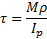 τ = Mρ / I_p